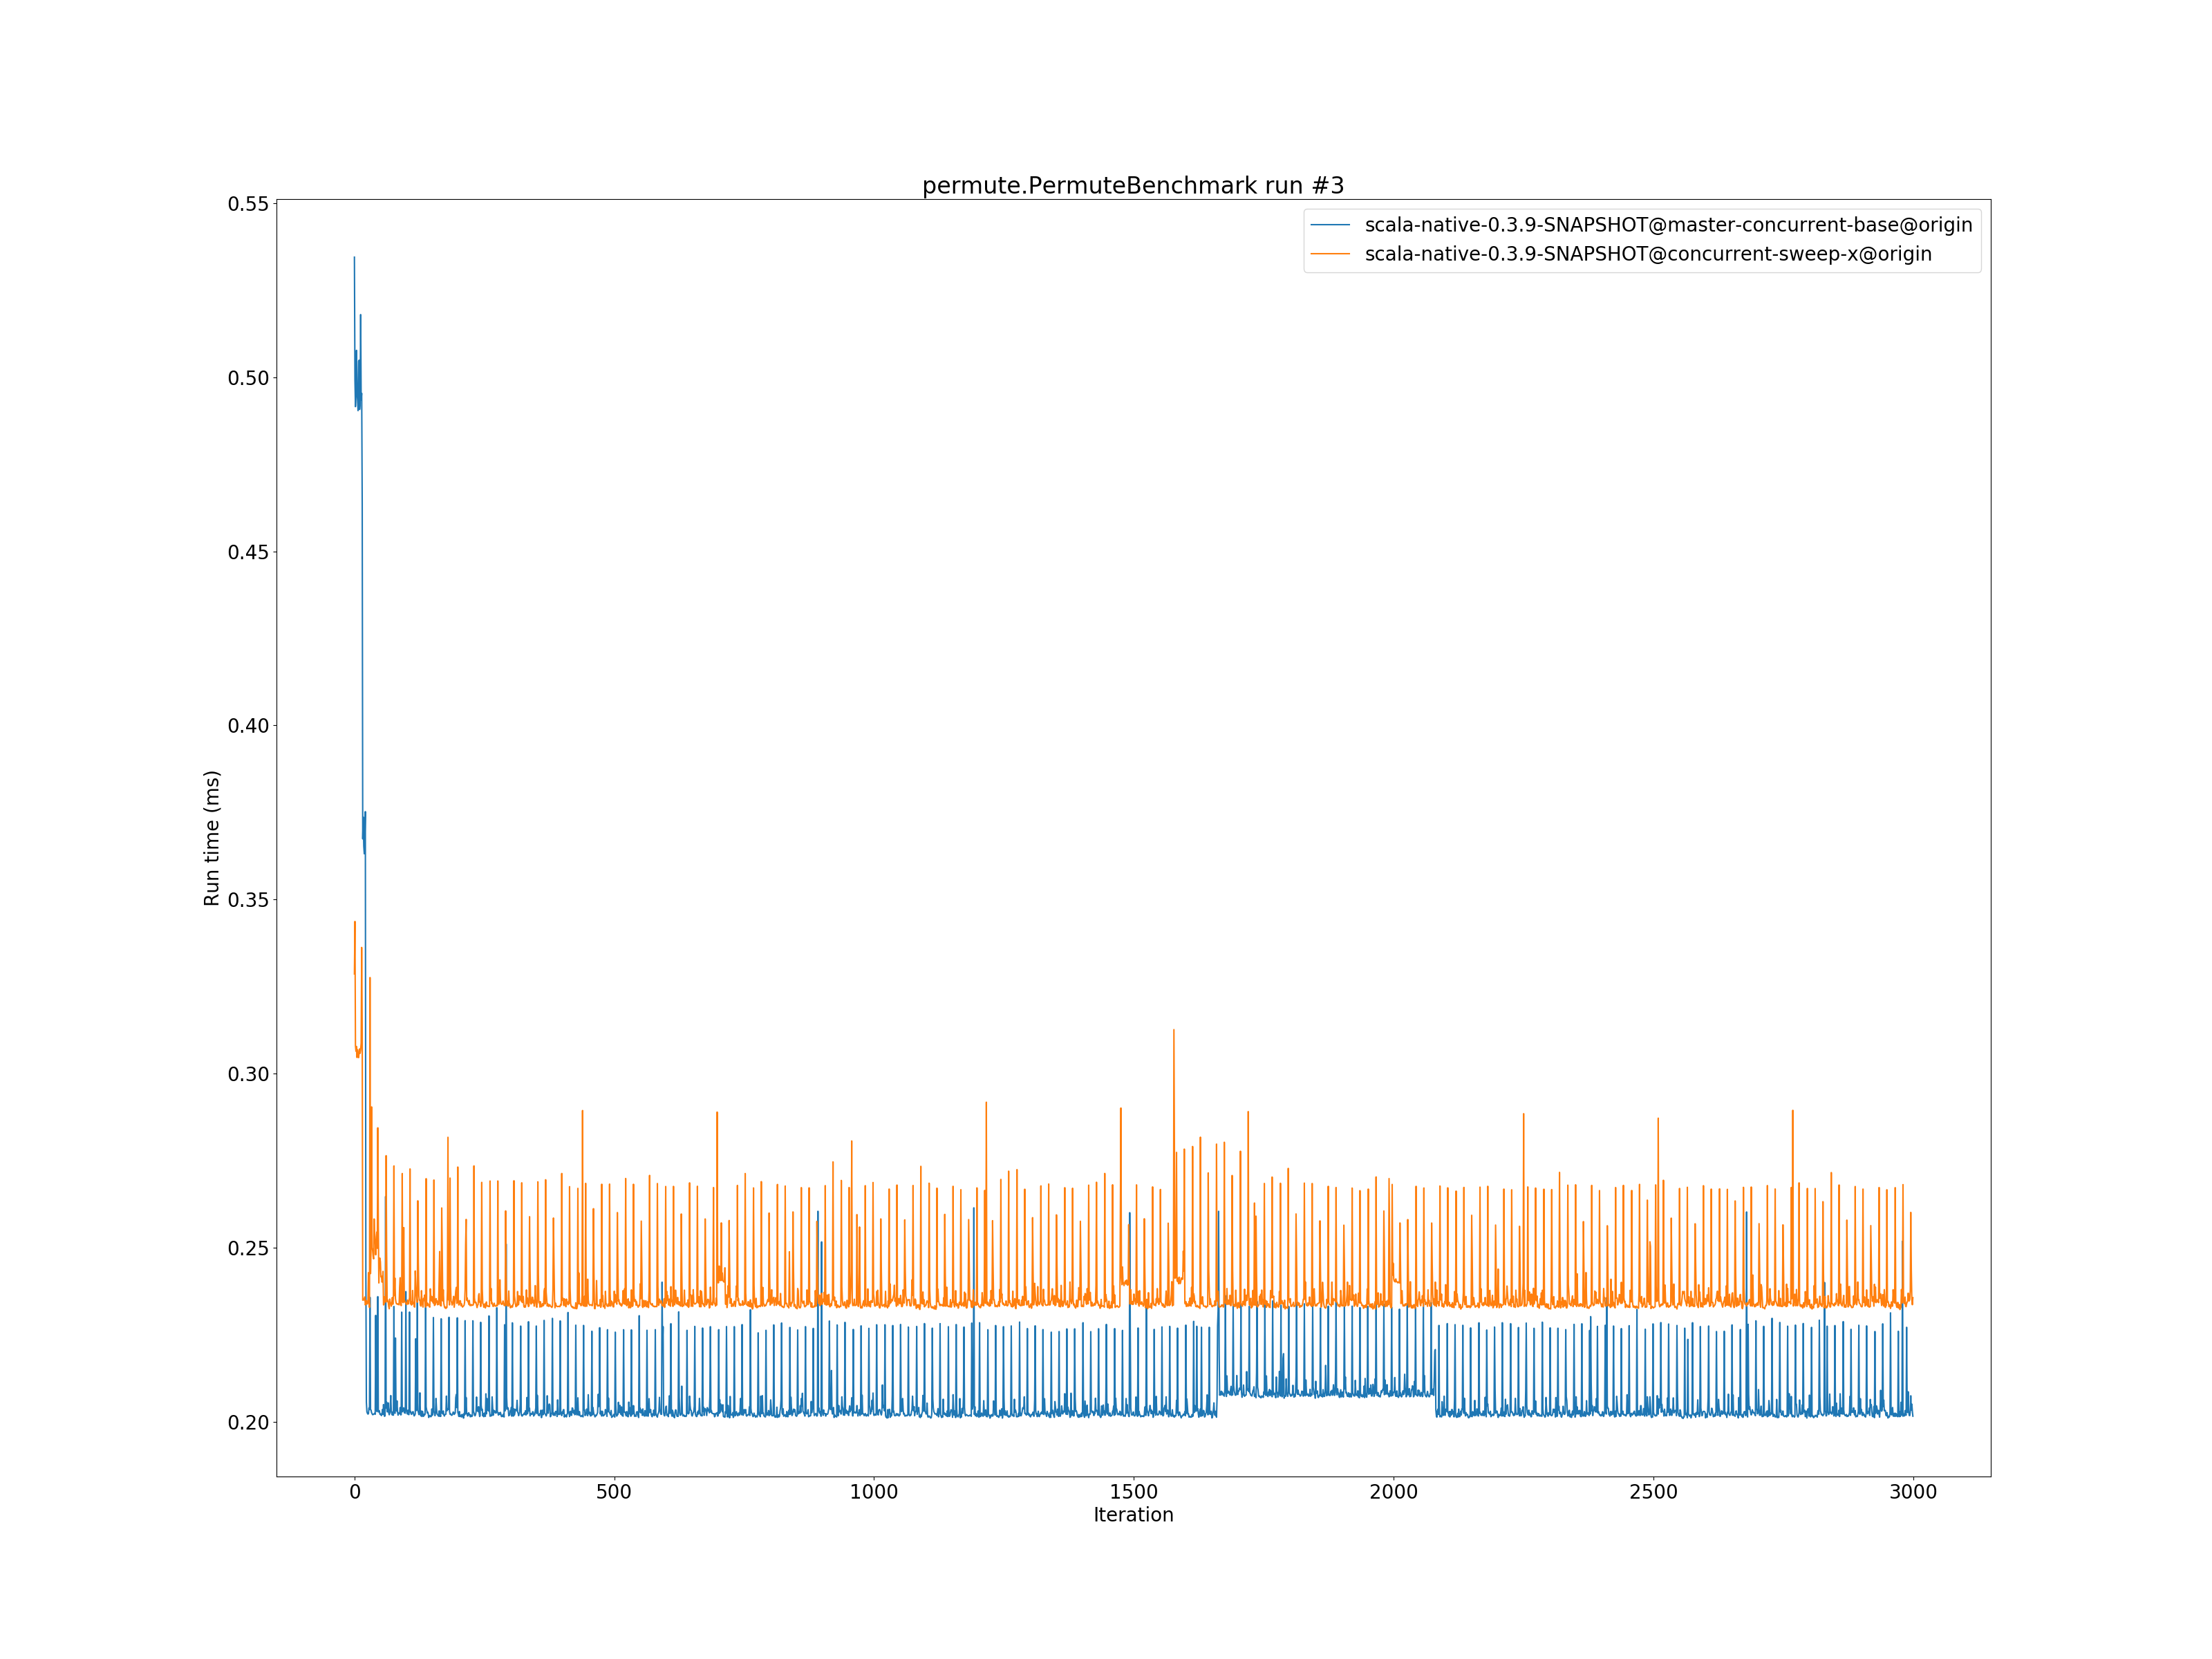 permute.PermuteBenchmark run #3
scala-native-0.3.9-SNAPSHOT@master-concurrent-base@origin
scala-native-0.3.9-SNAPSHOT@concurrent-sweep-x@origin
Run time (ms)
0.55
0.50
0.45
0.40
0.35
0.30
0.25
0.20
0 500 1000 1500 2000 2500 3000
Iteration